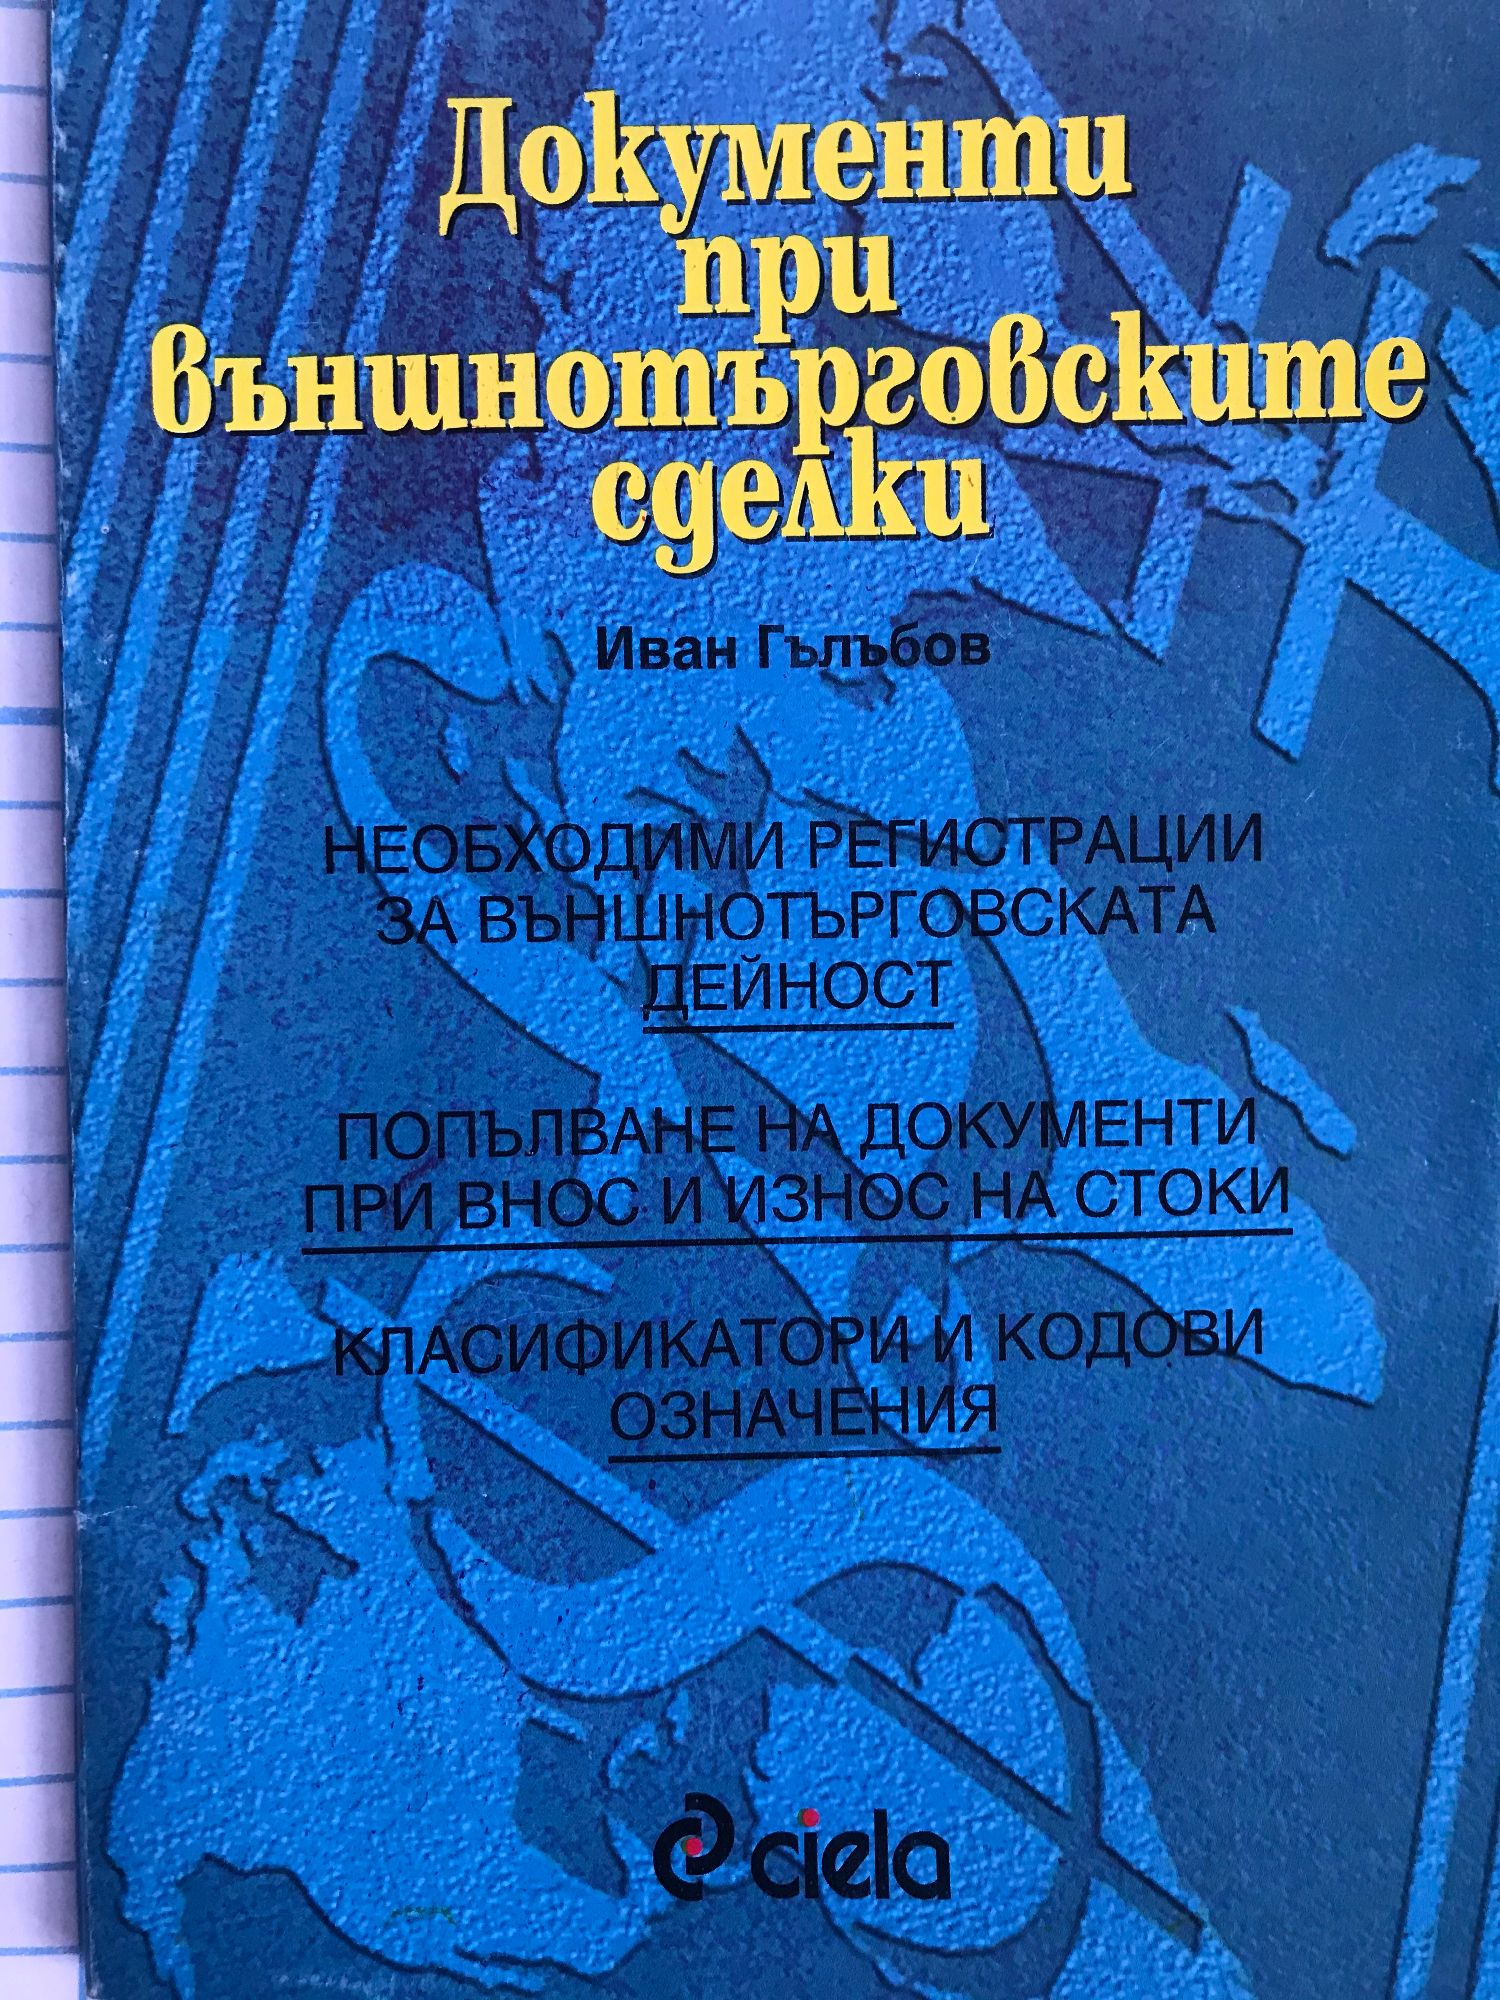 Документи
при
външнотърговските
сделки
Иван Гълъбов
НЕОБХОДИМИ РЕГИСТРАЦИИ
ЗА ВЪНШНОТЪРГОВСКАТА
ДЕЙНОСТ
ПОПЪЛВАНЕ НА ДОКУМЕНТИ
ПРИ ВНОС И ИЗНОС НА СТОКИ
КЛАСИФИКАТОРИ И КОДОВИ
ОЗНАЧЕНИЯ
ciela